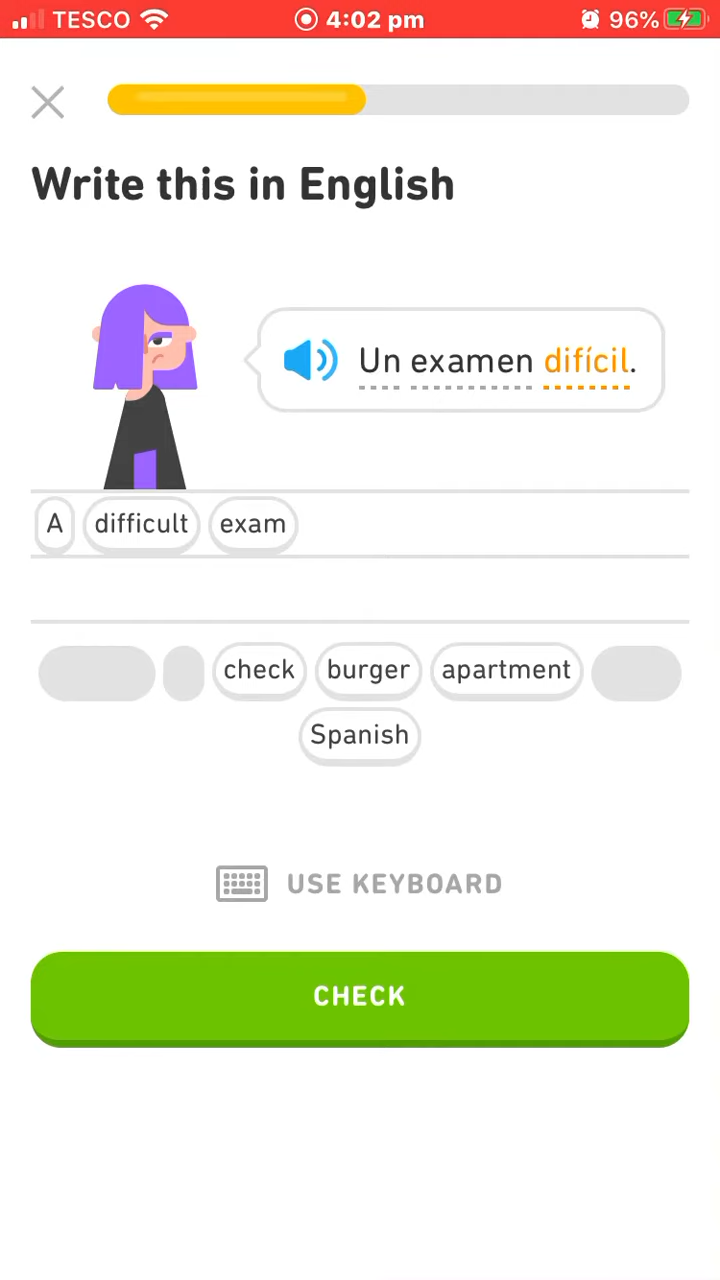 TESCO 4:02 pm 96%
Write this in English
Un examen difícil.
A difficult exam
check burger apartment
Spanish
USE KEYBOARD
CHECK